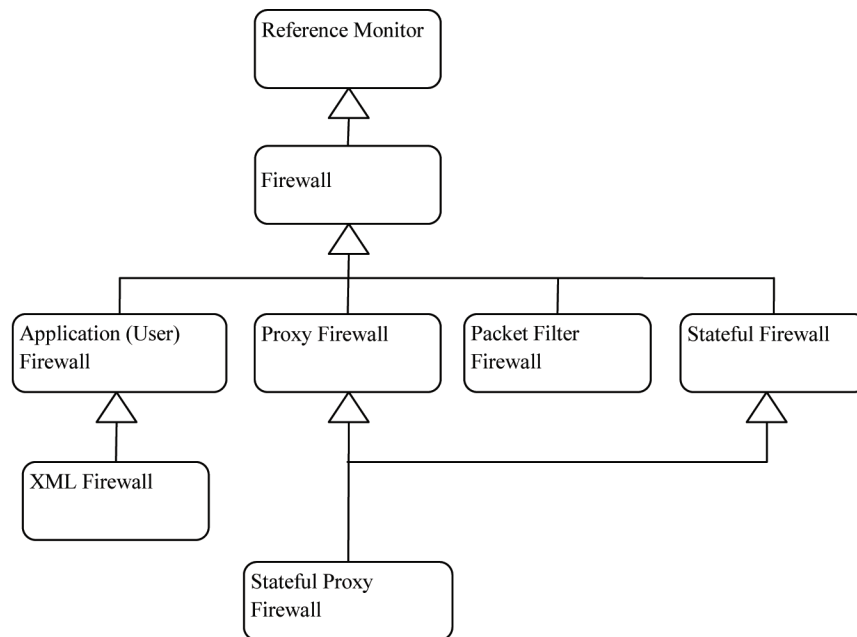 Reference Monitor
Firewall
Application (User)
Firewall
Proxy Firewall
Packet Filter
Firewall
Stateful Firewall
XML Firewall
Stateful Proxy
Firewall